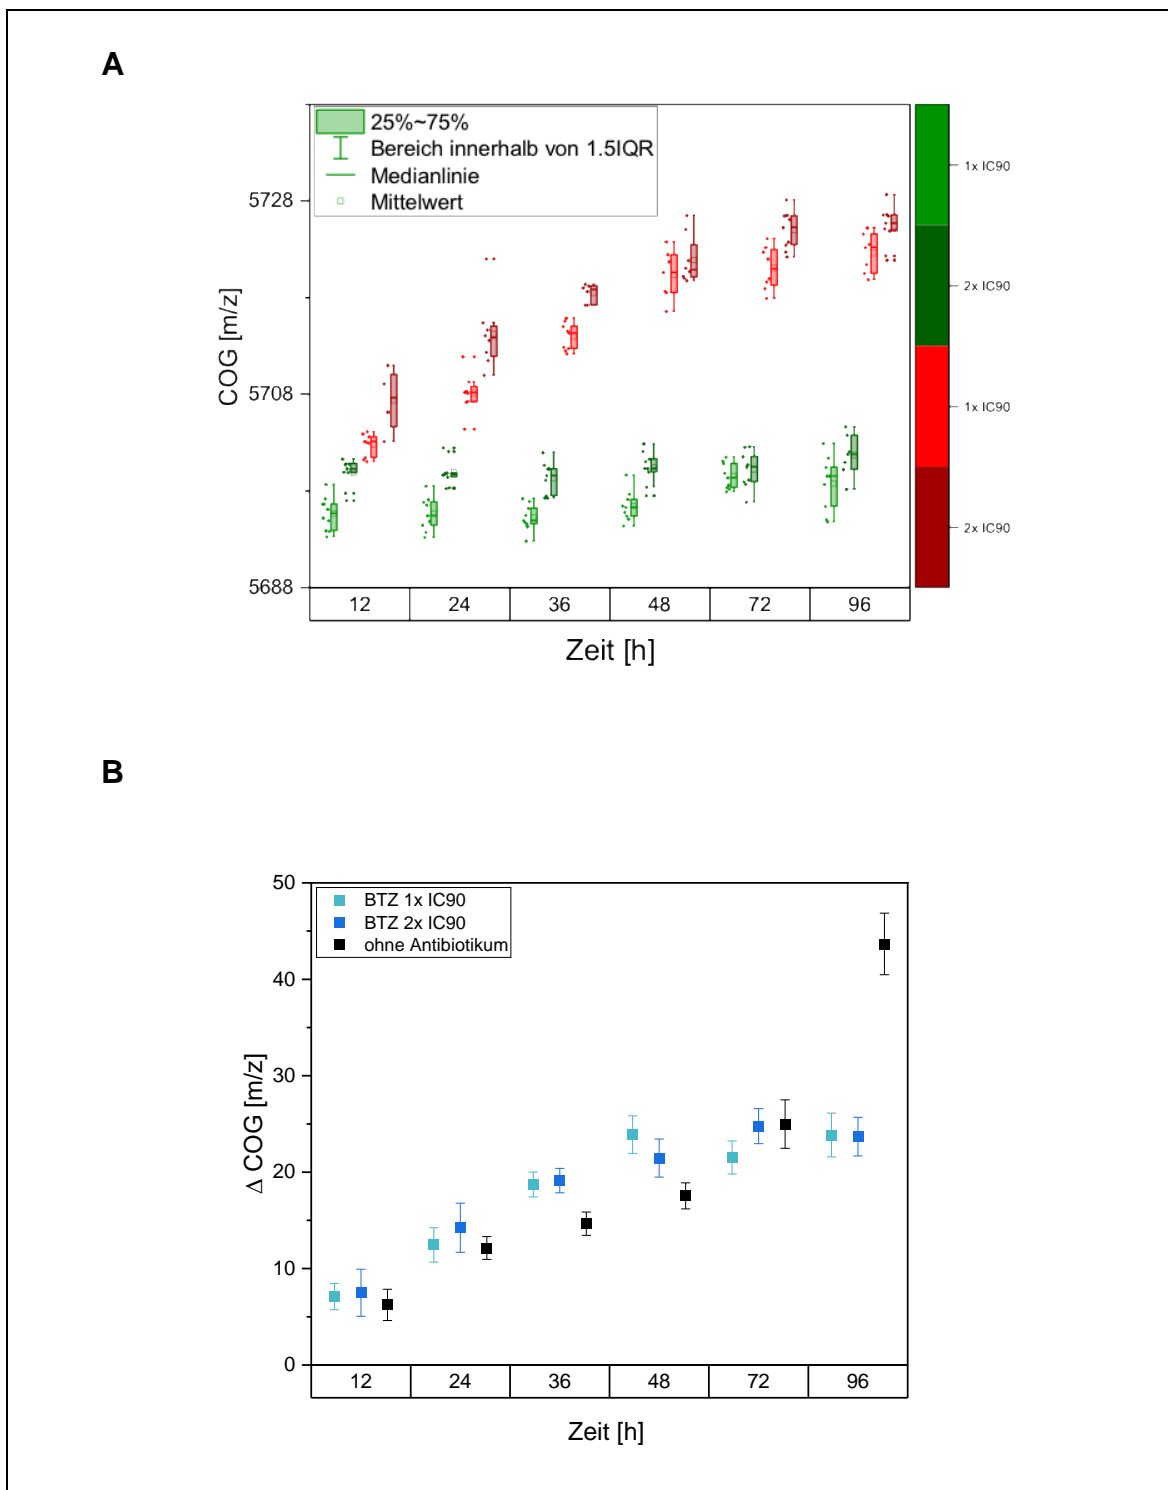 A
25%~75%
Bereich innerhalb von 1.5IQR
Medianlinie
Mittelwert
5728
5708
5688
COG [m/z]
12 24 36 48 72 96
Zeit [h]
1x IC90
2x IC90
1x IC90
2x IC90
B
BTZ 1x IC90
BTZ 2x IC90
ohne Antibiotikum
50
40
30
20
10
0
Δ COG [m/z]
12 24 36 48 72 96
Zeit [h]